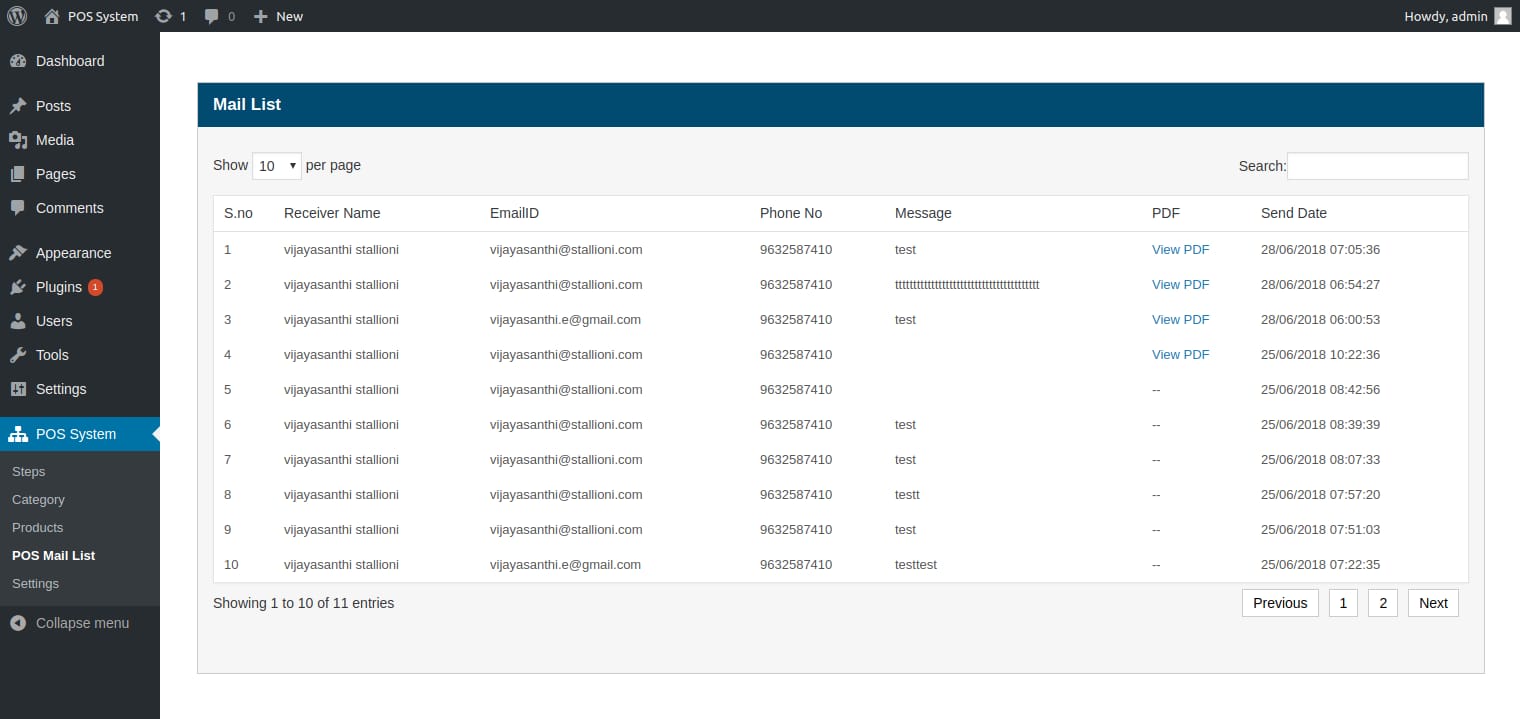 POS System 1 0 New Howdy, admin
Dashboard
Posts
Media
Pages
Comments
Appearance
Plugins 1
Users
Tools
Settings
POS System
Steps
Category
Products
POS Mail List
Settings
Collapse menu
Mail List
Show 10 per page Search:
S.no Receiver Name EmailID Phone No Message PDF Send Date
1 vijayasanthi stallioni vijayasanthi@stallioni.com 9632587410 test View PDF 28/06/2018 07:05:36
2 vijayasanthi stallioni vijayasanthi@stallioni.com 9632587410 tttttttttttttttttttttttttttttttttttttttt View PDF 28/06/2018 06:54:27
3 vijayasanthi stallioni vijayasanthi.e@gmail.com 9632587410 test View PDF 28/06/2018 06:00:53
4 vijayasanthi stallioni vijayasanthi@stallioni.com 9632587410 View PDF 25/06/2018 10:22:36
5 vijayasanthi stallioni vijayasanthi@stallioni.com 9632587410 -- 25/06/2018 08:42:56
6 vijayasanthi stallioni vijayasanthi@stallioni.com 9632587410 test -- 25/06/2018 08:39:39
7 vijayasanthi stallioni vijayasanthi@stallioni.com 9632587410 test -- 25/06/2018 08:07:33
8 vijayasanthi stallioni vijayasanthi@stallioni.com 9632587410 testt -- 25/06/2018 07:57:20
9 vijayasanthi stallioni vijayasanthi@stallioni.com 9632587410 test -- 25/06/2018 07:51:03
10 vijayasanthi stallioni vijayasanthi.e@gmail.com 9632587410 testtest -- 25/06/2018 07:22:35
Showing 1 to 10 of 11 entries Previous 1 2 Next